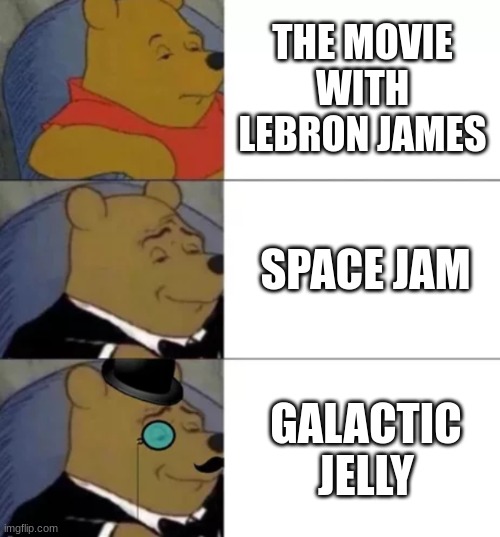 THE MOVIE
WITH
LEBRON JAMES
SPACE JAM
GALACTIC
JELLY
imgflip.com